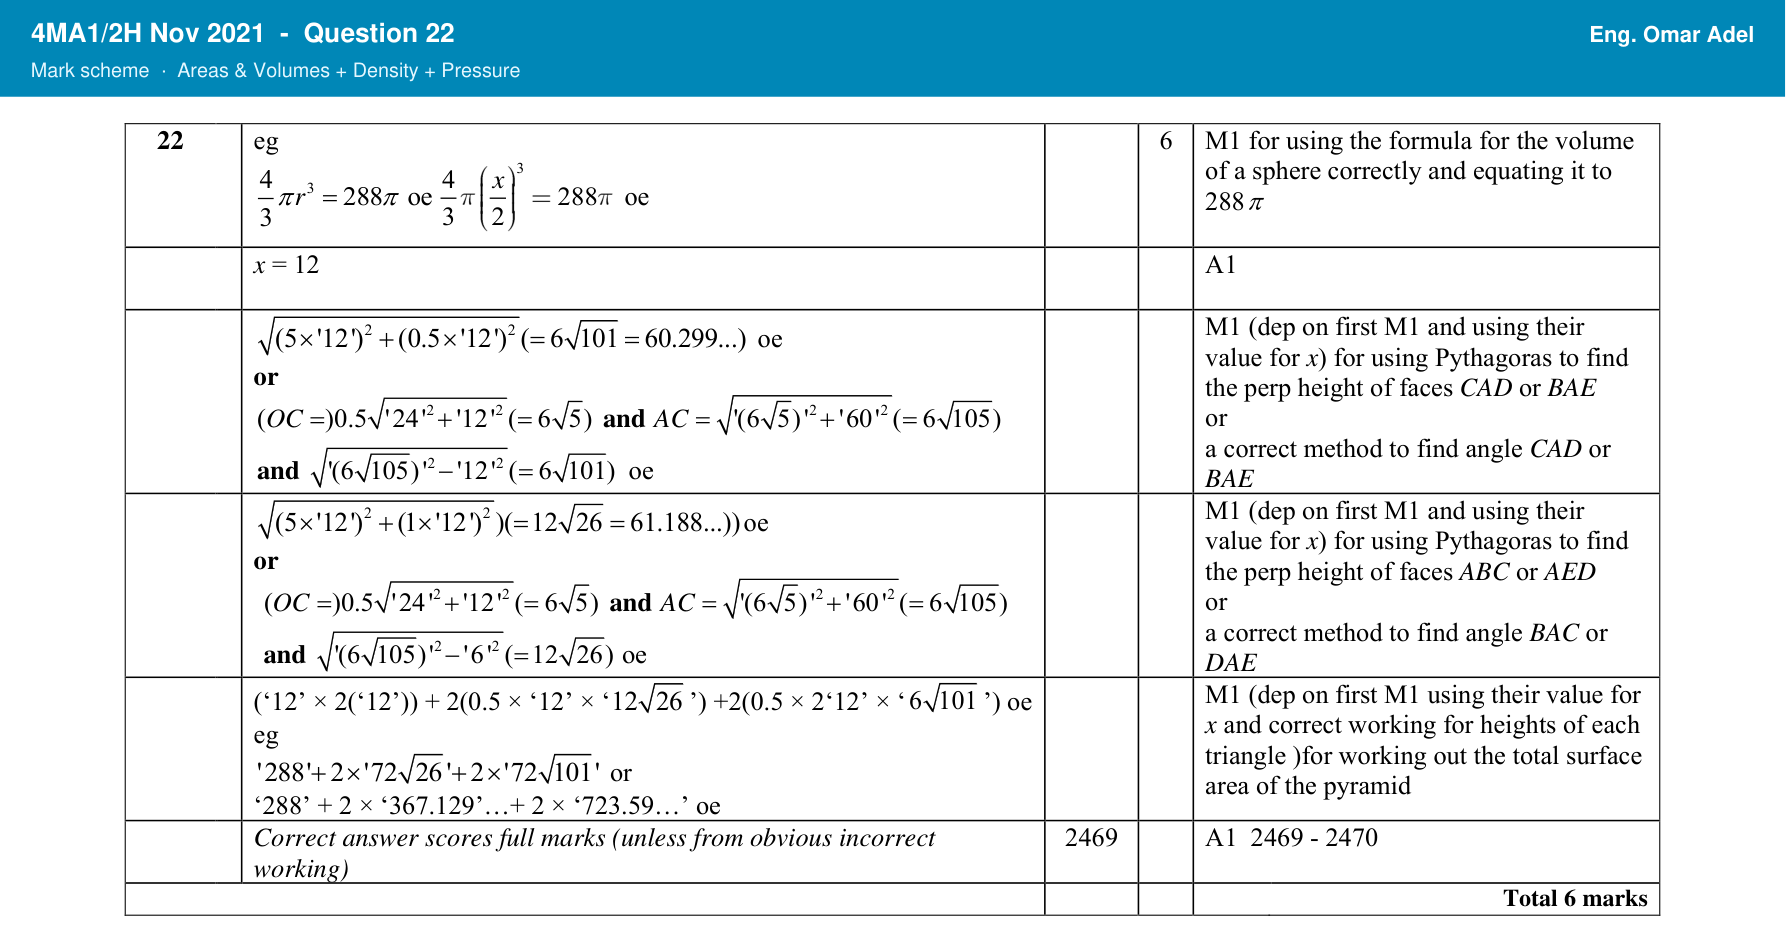 4MA1/2H Nov 2021 - Question 22
Eng. Omar Adel
Mark scheme · Areas & Volumes + Density + Pressure
22
eg
4/3 πr³ = 288π oe 4/3 π(x/2)³ = 288π oe
6
M1 for using the formula for the volume
of a sphere correctly and equating it to
288π
x = 12
A1
√((5×'12')² + (0.5×'12')²) (= 6√101 = 60.299...) oe
or
(OC =)0.5√('24'² + '12'²) (= 6√5) and AC = √('(6√5)'² + '60'²) (= 6√105)
and √('(6√105)'² − '12'²) (= 6√101) oe
M1 (dep on first M1 and using their
value for x) for using Pythagoras to find
the perp height of faces CAD or BAE
or
a correct method to find angle CAD or
BAE
√((5×'12')² + (1×'12')²) )(= 12√26 = 61.188...)) oe
or
(OC =)0.5√('24'² + '12'²) (= 6√5) and AC = √('(6√5)'² + '60'²) (= 6√105)
and √('(6√105)'² − '6'²) (= 12√26) oe
M1 (dep on first M1 and using their
value for x) for using Pythagoras to find
the perp height of faces ABC or AED
or
a correct method to find angle BAC or
DAE
(‘12’ × 2(‘12’)) + 2(0.5 × ‘12’ × ‘12√26 ’) +2(0.5 × 2‘12’ × ‘ 6√101 ’) oe
eg
'288'+ 2×'72√26'+ 2×'72√101' or
‘288’ + 2 × ‘367.129’…+ 2 × ‘723.59…’ oe
M1 (dep on first M1 using their value for
x and correct working for heights of each
triangle )for working out the total surface
area of the pyramid
Correct answer scores full marks (unless from obvious incorrect
working)
2469
A1 2469 - 2470
Total 6 marks